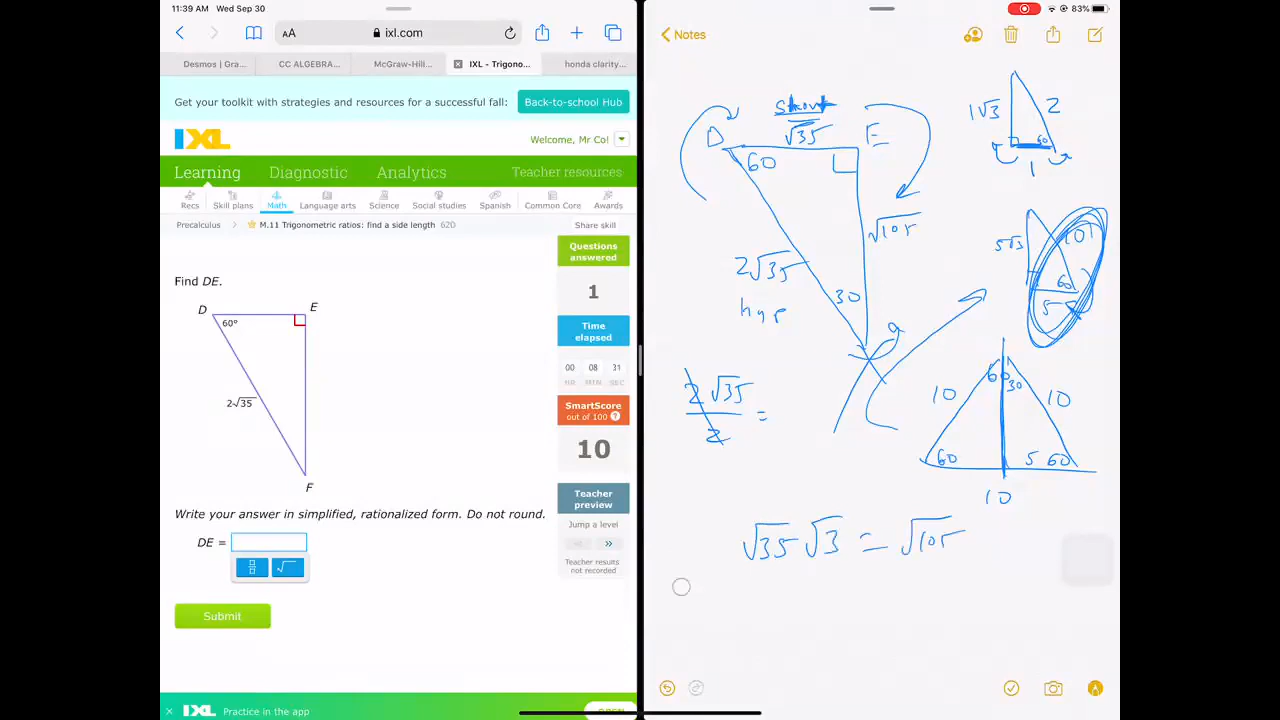 11:39 AM Wed Sep 30
AA ixl.com
Desmos | Gra...
CC ALGEBRA...
McGraw-Hill...
IXL - Trigono...
honda clarity...
Get your toolkit with strategies and resources for a successful fall:
Back-to-school Hub
IXL
Welcome, Mr Co!
Learning Diagnostic Analytics Teacher resources
Recs Skill plans Math Language arts Science Social studies Spanish Common Core Awards
Precalculus > M.11 Trigonometric ratios: find a side length 620
Share skill
Find DE.
D
E
60°
2√35
F
Write your answer in simplified, rationalized form. Do not round.
DE =
√
Submit
Questions
answered
1
Time
elapsed
00 08 31
HR MIN SEC
SmartScore
out of 100 ?
10
Teacher
preview
Jump a level
>>
Teacher results
not recorded
IXL Practice in the app
83%
Notes
short
√35
D
E
60
√105
2√35
hyp
30
2√35
2
=
1√3
2
60
1
5√3
10
60
5
60
30
10
10
60
5 60
10
√35 √3 = √105